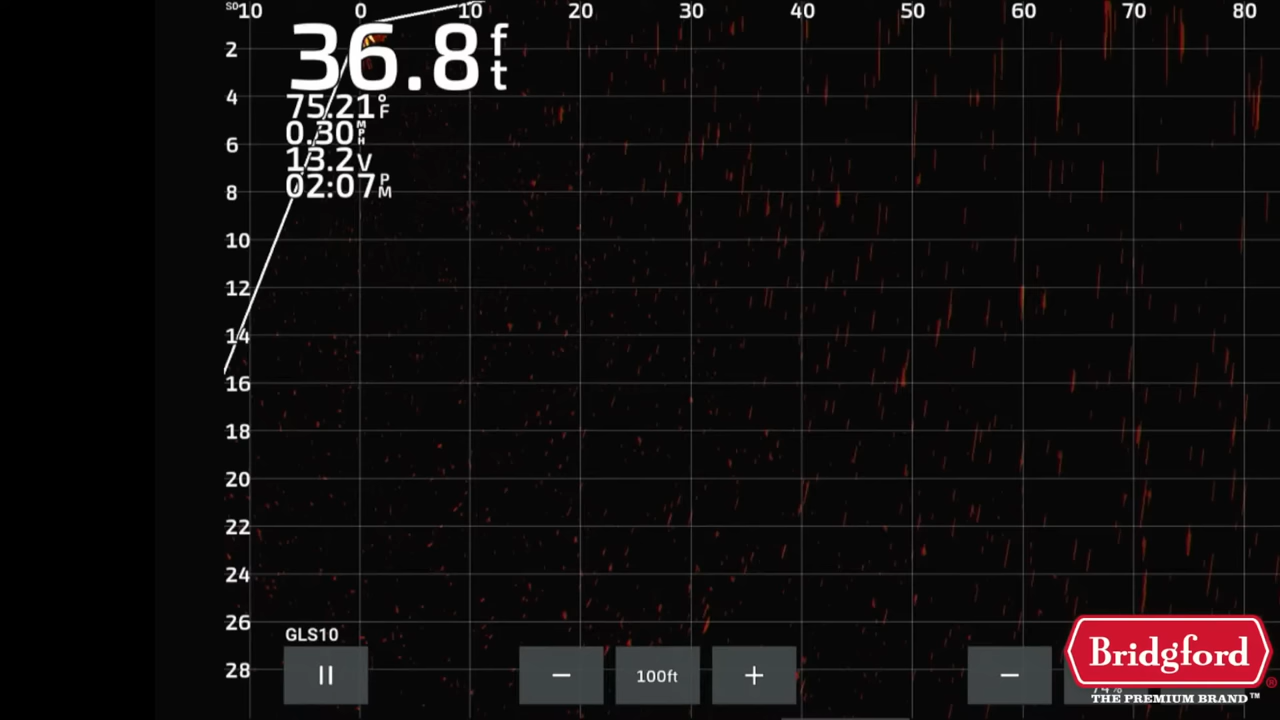 SD 10 0 10 20 30 40 50 60 70 80
36.8 ft
2
4
75.21 °F
0.30 MPH
6
13.2 V
02:07 PM
8
10
12
14
16
18
20
22
24
26
GLS10
28
− 100ft + −
74%
Bridgford®
THE PREMIUM BRAND™